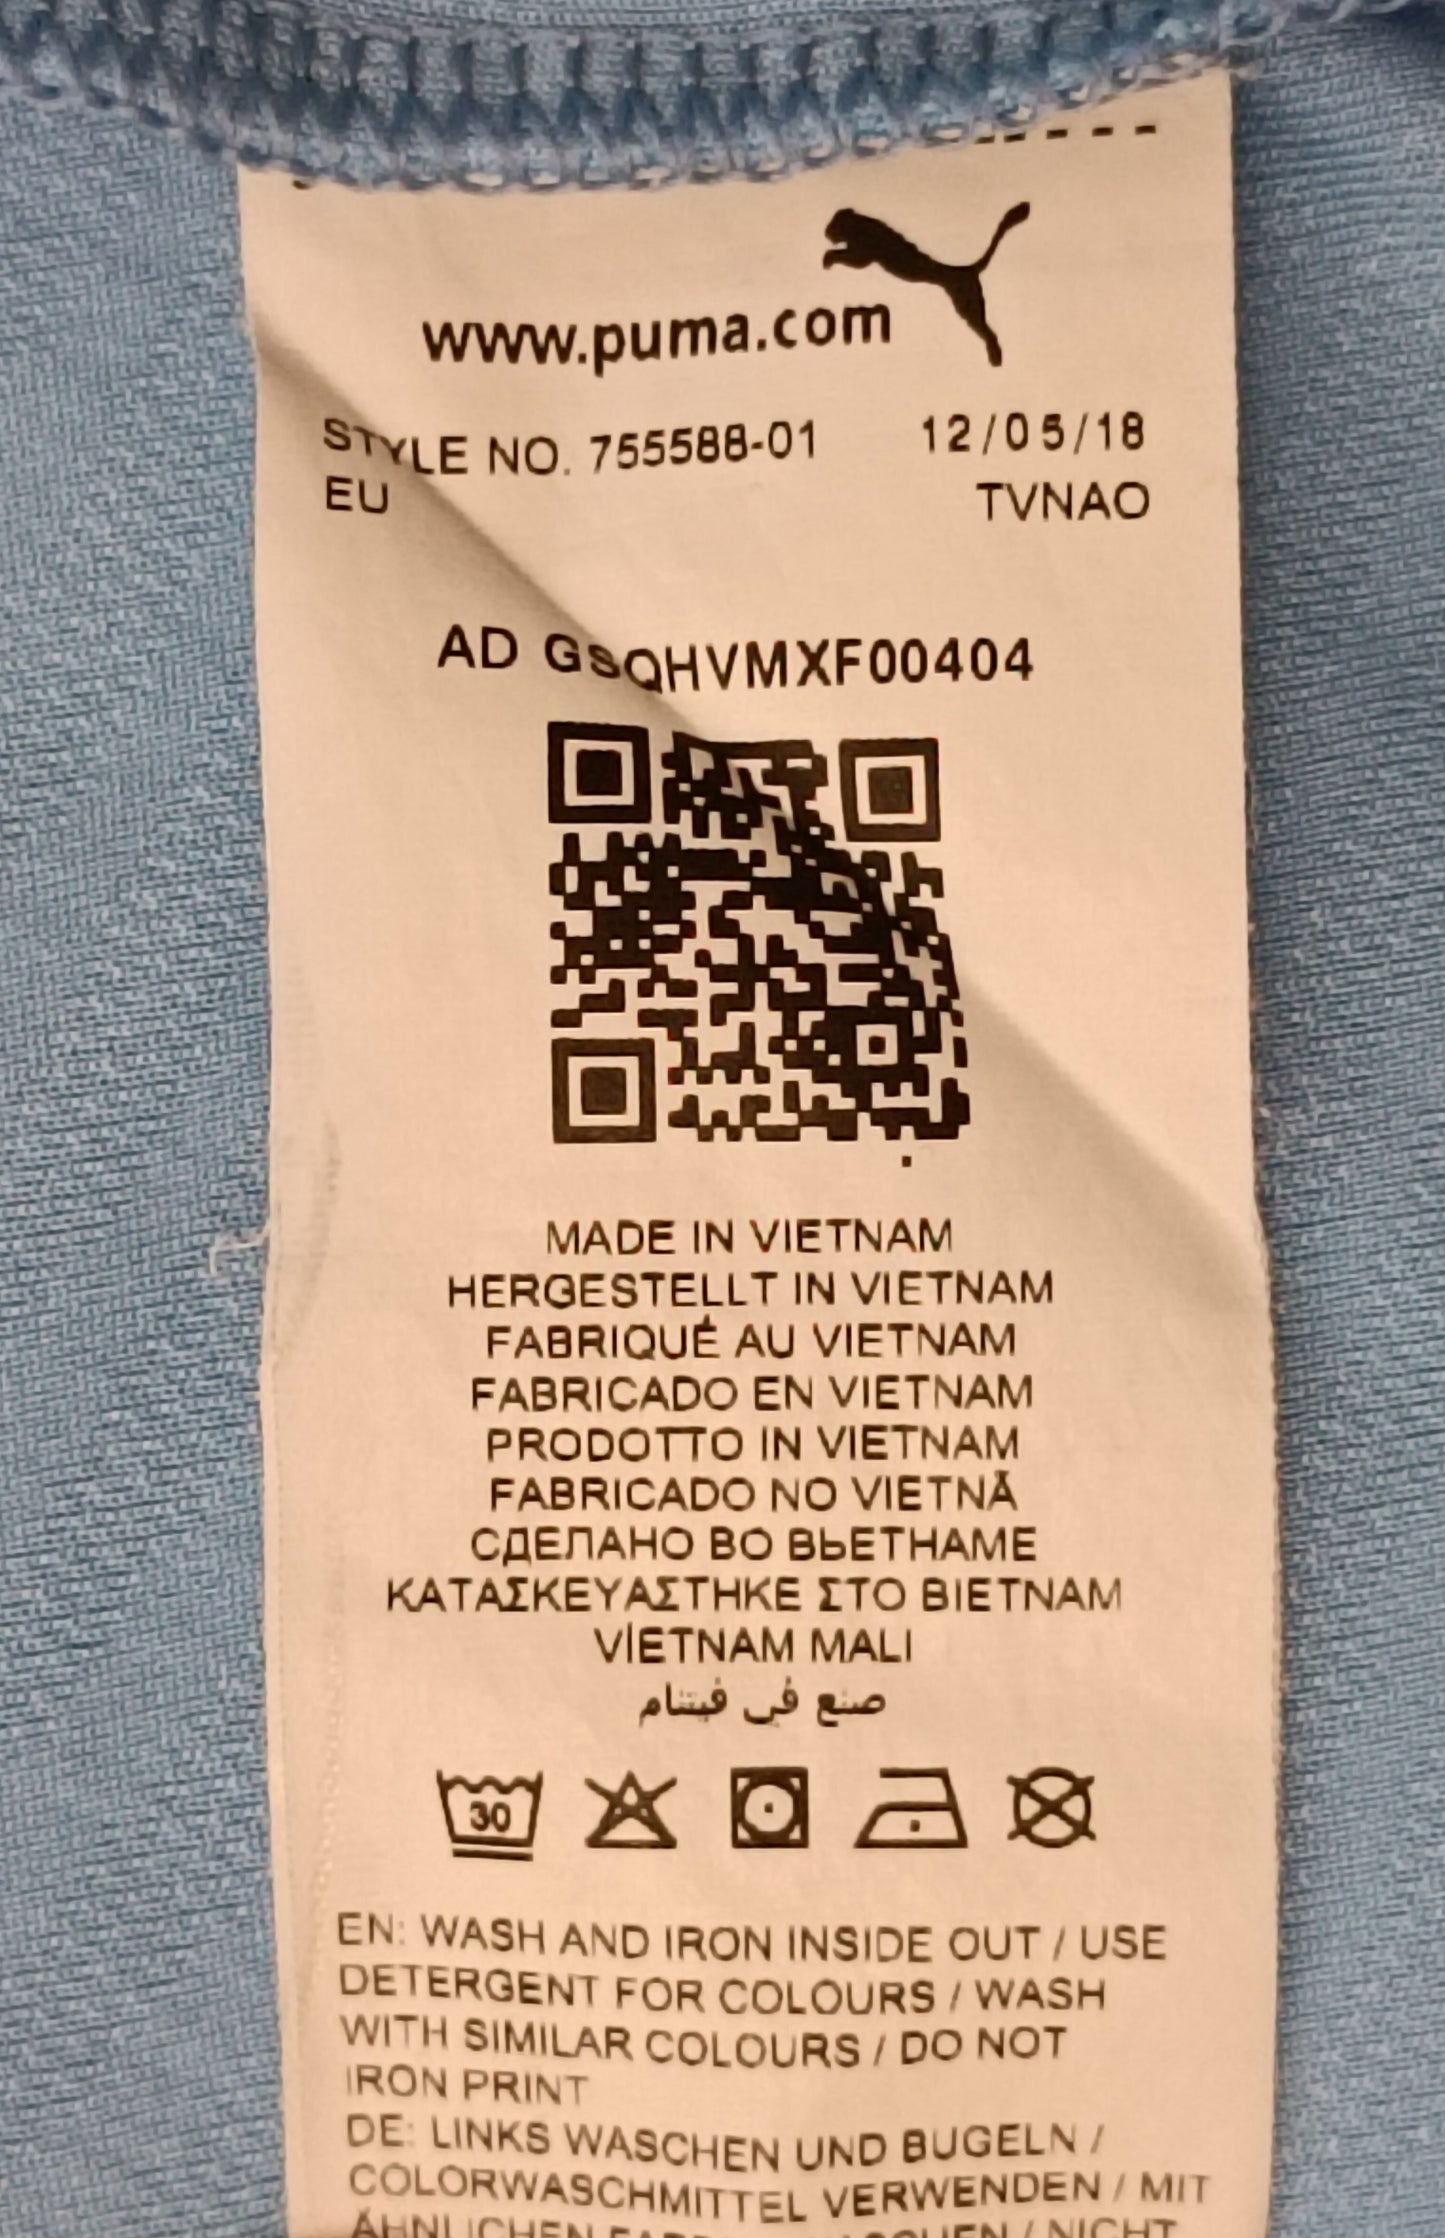 www.puma.com
STYLE NO. 755588-01 12/05/18
EU TVNAO
AD GSQHVMXF00404
MADE IN VIETNAM
HERGESTELLT IN VIETNAM
FABRIQUÉ AU VIETNAM
FABRICADO EN VIETNAM
PRODOTTO IN VIETNAM
FABRICADO NO VIETNÃ
СДЕЛАНО ВО ВЬЕТНАМЕ
ΚΑΤΑΣΚΕΥΑΣΤΗΚΕ ΣΤΟ ΒΙΕΤΝΑΜ
VİETNAM MALI
صنع في فيتنام
30
EN: WASH AND IRON INSIDE OUT / USE
DETERGENT FOR COLOURS / WASH
WITH SIMILAR COLOURS / DO NOT
IRON PRINT
DE: LINKS WASCHEN UND BUGELN /
COLORWASCHMITTEL VERWENDEN / MIT
ÄHNLICHEN / NICHT